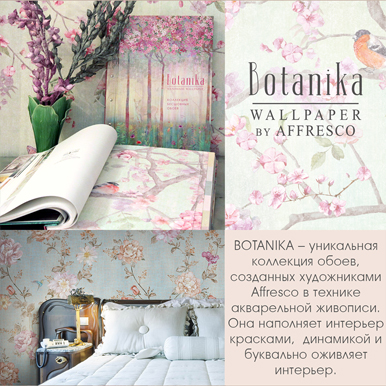 Botanika
Botanika
WALLPAPER
BY AFFRESCO
BOTANIKA – уникальная
коллекция обоев,
созданных художниками
Affresco в технике
акварельной живописи.
Она наполняет интерьер
красками, динамикой и
буквально оживляет
интерьер.